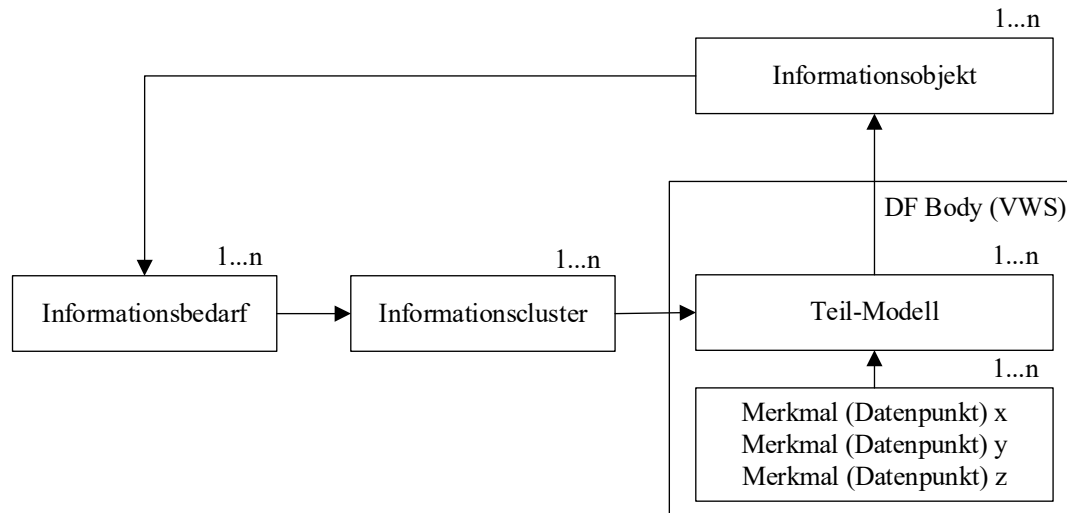 1...n
Informationsobjekt
DF Body (VWS)
1...n
Informationsbedarf
1...n
Informationscluster
1...n
Teil-Modell
1...n
Merkmal (Datenpunkt) x
Merkmal (Datenpunkt) y
Merkmal (Datenpunkt) z